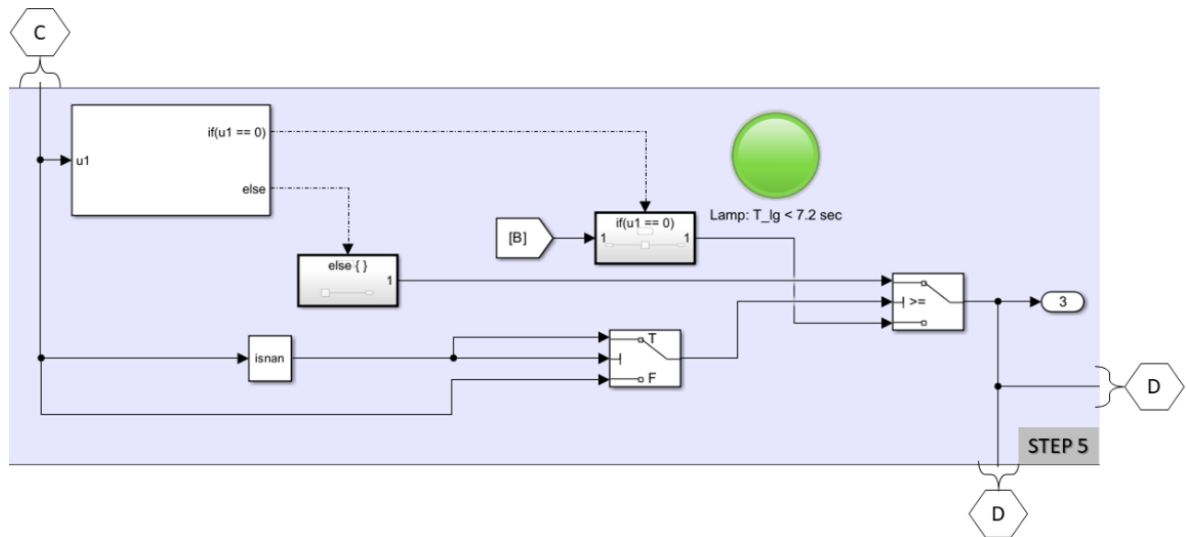 C
if(u1 == 0)
u1
else
Lamp: T_lg < 7.2 sec
[B]
if(u1 == 0)
1
1
else { }
1
>=
3
isnan
T
F
D
STEP 5
D